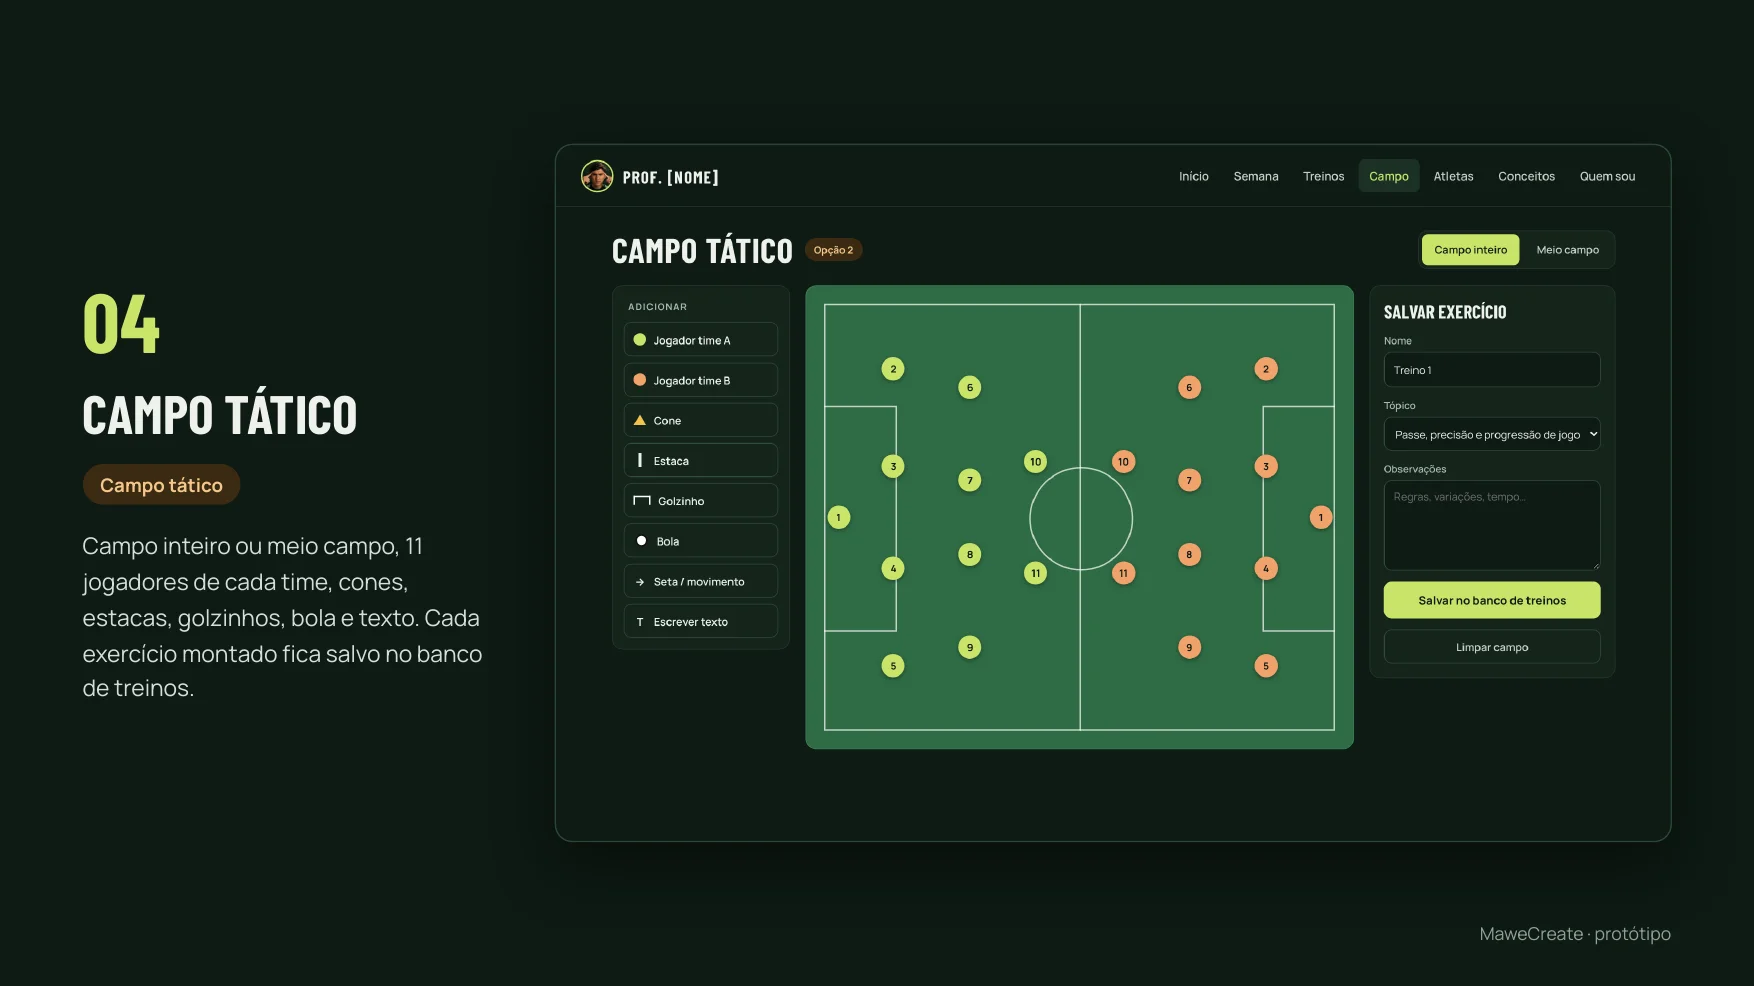 04
CAMPO TÁTICO
Campo tático
Campo inteiro ou meio campo, 11
jogadores de cada time, cones,
estacas, golzinhos, bola e texto. Cada
exercício montado fica salvo no banco
de treinos.
PROF. [NOME]
Início Semana Treinos Campo Atletas Conceitos Quem sou
CAMPO TÁTICO Opção 2
Campo inteiro Meio campo
ADICIONAR
Jogador time A
Jogador time B
Cone
Estaca
Golzinho
Bola
→ Seta / movimento
T Escrever texto
2 2
6 6
10 10
3 3
7 7
1 1
8 8
4 4
11 11
9 9
5 5
SALVAR EXERCÍCIO
Nome
Treino 1
Tópico
Passe, precisão e progressão de jogo
Observações
Regras, variações, tempo...
Salvar no banco de treinos
Limpar campo
MaweCreate · protótipo